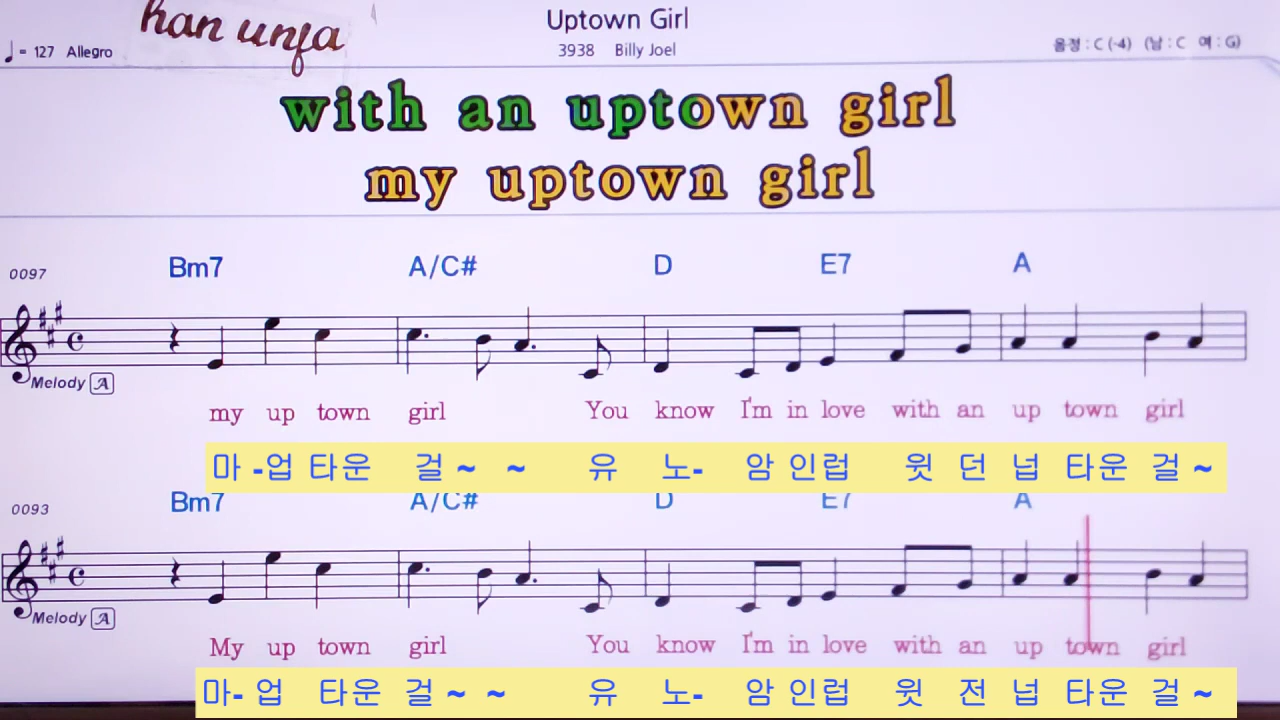 han unja
Uptown Girl
♩= 127 Allegro
3938 Billy Joel
음정 : C (-4) (남 : C 여 : G)
with an uptown girl
my uptown girl
0097
Bm7 A/C# D E7 A
Melody A
my up town girl You know I'm in love with an up town girl
마 -업 타운 걸 ~ ~ 유 노- 암 인럽 윗 던 넙 타운 걸 ~
0093
Bm7 A/C# D E7 A
Melody A
My up town girl You know I'm in love with an up town girl
마- 업 타운 걸 ~ ~ 유 노- 암 인럽 윗 전 넙 타운 걸 ~